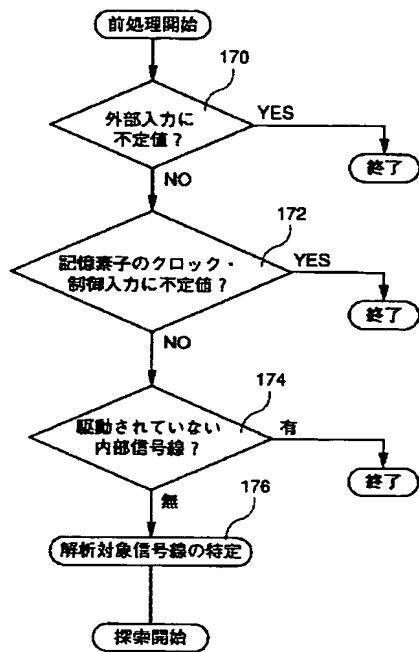 前処理開始
170
外部入力に
不定値？
YES
終了
NO
172
記憶素子のクロック・
制御入力に不定値？
YES
終了
NO
174
駆動されていない
内部信号線？
有
終了
無
176
解析対象信号線の特定
探索開始